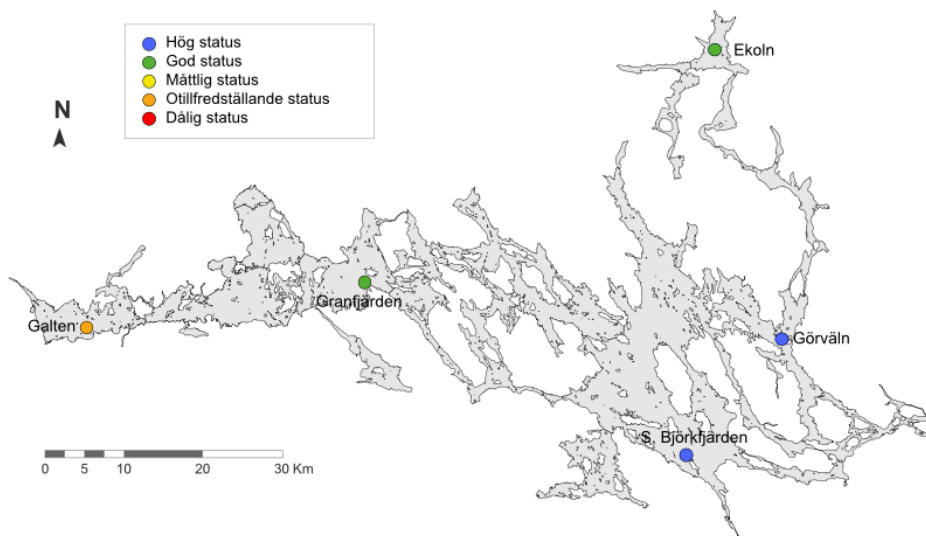 Hög status
God status
Måttlig status
Otillfredställande status
Dålig status
N
Ekoln
Granfjärden
Galten
Görväln
S. Björkfjärden
0 5 10 20 30 Km